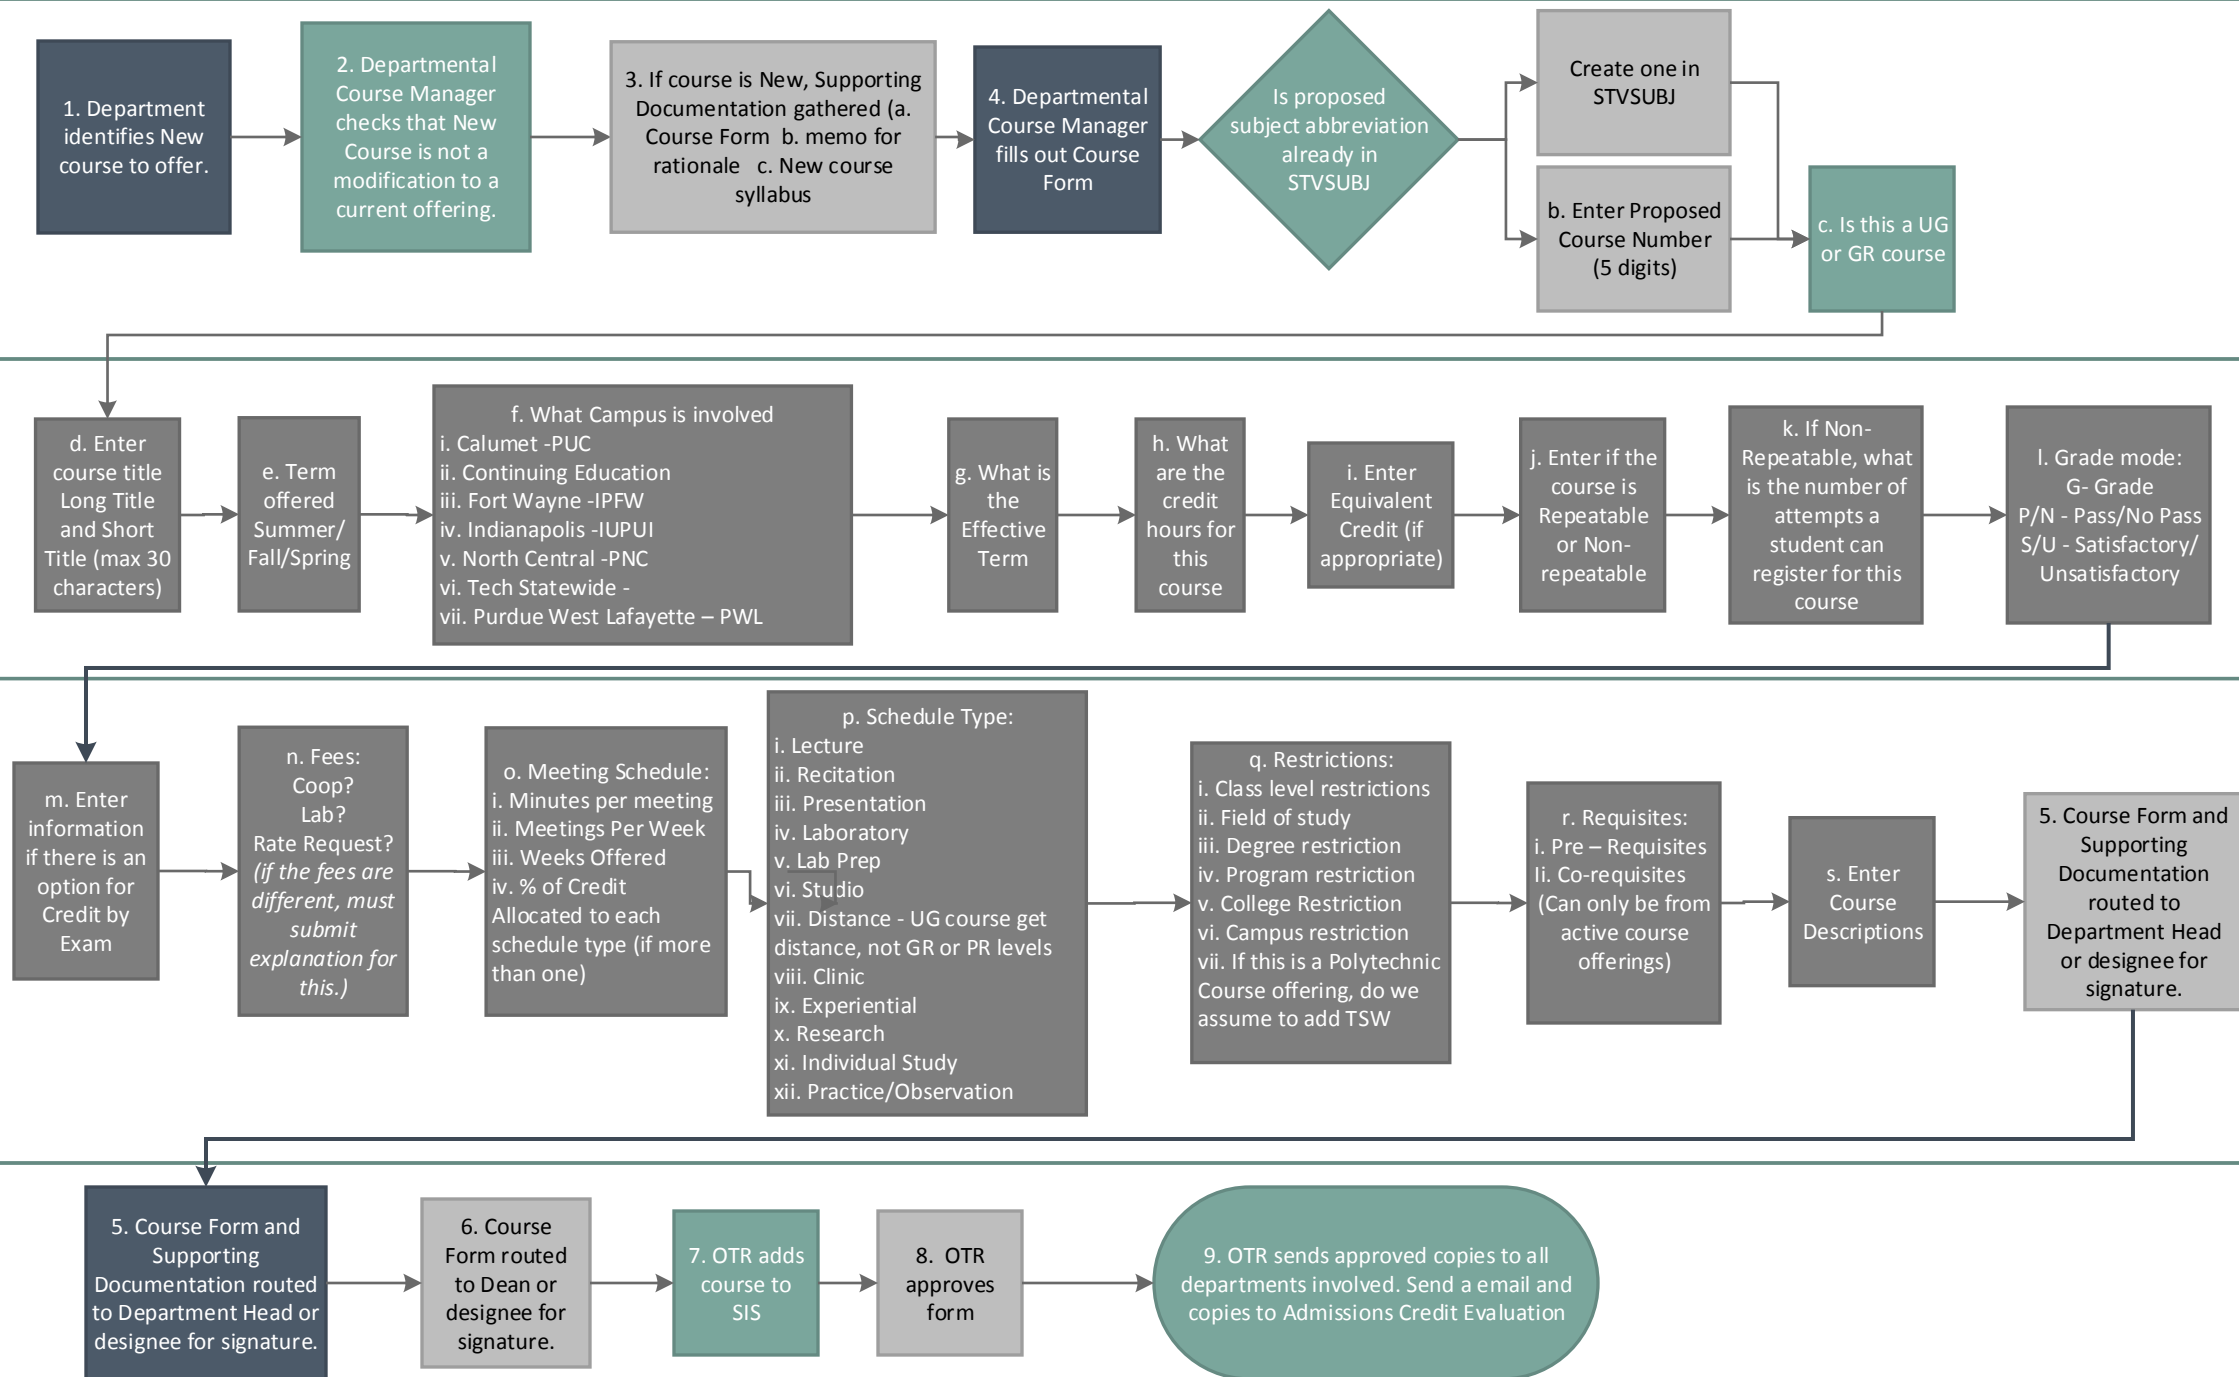 1. Department
identifies New
course to offer.
2. Departmental
Course Manager
checks that New
Course is not a
modification to a
current offering.
3. If course is New, Supporting
Documentation gathered (a.
Course Form b. memo for
rationale c. New course
syllabus
4. Departmental
Course Manager
fills out Course
Form
Is proposed
subject abbreviation
already in
STVSUBJ
Create one in
STVSUBJ
b. Enter Proposed
Course Number
(5 digits)
c. Is this a UG
or GR course
d. Enter
course title
Long Title
and Short
Title (max 30
characters)
e. Term
offered
Summer/
Fall/Spring
f. What Campus is involved
i. Calumet -PUC
ii. Continuing Education
iii. Fort Wayne -IPFW
iv. Indianapolis -IUPUI
v. North Central -PNC
vi. Tech Statewide -
vii. Purdue West Lafayette – PWL
g. What is
the
Effective
Term
h. What
are the
credit
hours for
this
course
i. Enter
Equivalent
Credit (if
appropriate)
j. Enter if the
course is
Repeatable
or Non-
repeatable
k. If Non-
Repeatable, what
is the number of
attempts a
student can
register for this
course
l. Grade mode:
G- Grade
P/N - Pass/No Pass
S/U - Satisfactory/
Unsatisfactory
m. Enter
information
if there is an
option for
Credit by
Exam
n. Fees:
Coop?
Lab?
Rate Request?
(if the fees are
different, must
submit
explanation for
this.)
o. Meeting Schedule:
i. Minutes per meeting
ii. Meetings Per Week
iii. Weeks Offered
iv. % of Credit
Allocated to each
schedule type (if more
than one)
p. Schedule Type:
i. Lecture
ii. Recitation
iii. Presentation
iv. Laboratory
v. Lab Prep
vi. Studio
vii. Distance - UG course get
distance, not GR or PR levels
viii. Clinic
ix. Experiential
x. Research
xi. Individual Study
xii. Practice/Observation
q. Restrictions:
i. Class level restrictions
ii. Field of study
iii. Degree restriction
iv. Program restriction
v. College Restriction
vi. Campus restriction
vii. If this is a Polytechnic
Course offering, do we
assume to add TSW
r. Requisites:
i. Pre – Requisites
Ii. Co-requisites
(Can only be from
active course
offerings)
s. Enter
Course
Descriptions
5. Course Form and
Supporting
Documentation
routed to
Department Head
or designee for
signature.
5. Course Form and
Supporting
Documentation routed
to Department Head or
designee for signature.
6. Course
Form routed
to Dean or
designee for
signature.
7. OTR adds
course to
SIS
8. OTR
approves
form
9. OTR sends approved copies to all
departments involved. Send a email and
copies to Admissions Credit Evaluation